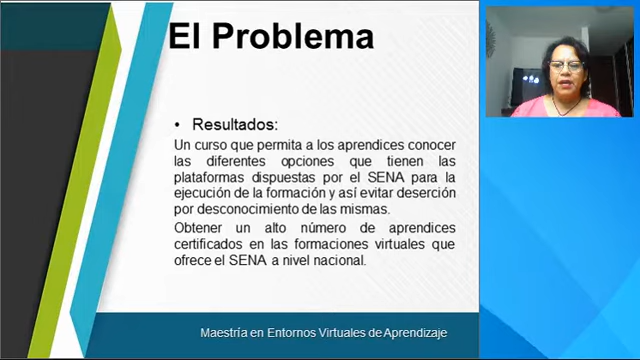 El Problema
• Resultados:
Un curso que permita a los aprendices conocer
las diferentes opciones que tienen las
plataformas dispuestas por el SENA para la
ejecución de la formación y así evitar deserción
por desconocimiento de las mismas.
Obtener un alto número de aprendices
certificados en las formaciones virtuales que
ofrece el SENA a nivel nacional.
Maestría en Entornos Virtuales de Aprendizaje